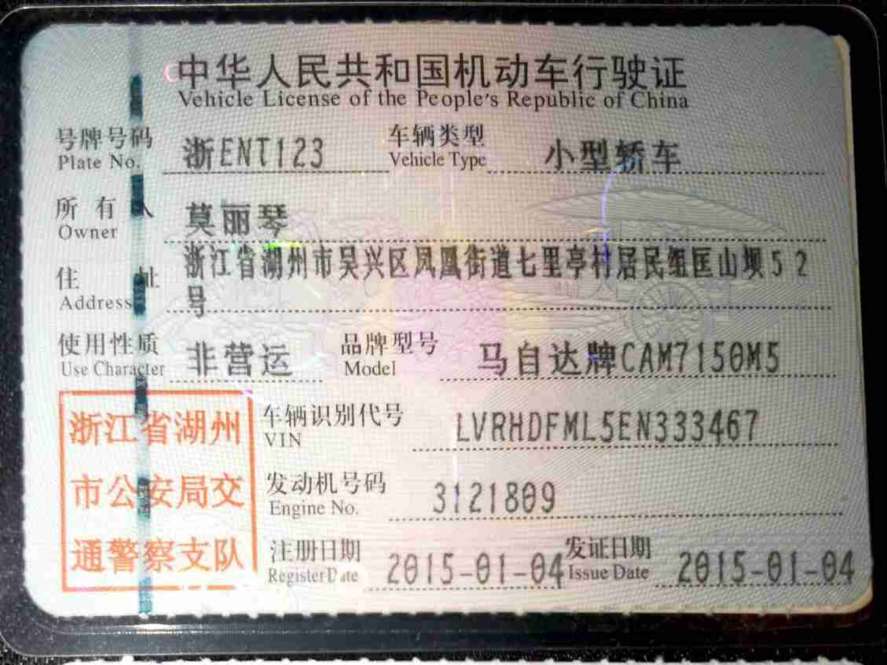 中华人民共和国机动车行驶证
Vehicle License of the People's Republic of China
号牌号码 浙ENT123 车辆类型 小型轿车
Plate No. Vehicle Type
所有人 莫丽琴
Owner
住址 浙江省湖州市吴兴区凤凰街道七里亭村居民组匡山坝52
Address 号
使用性质 非营运 品牌型号 马自达牌CAM7150M5
Use Character Model
浙江省湖州 车辆识别代号 LVRHDFML5EN333467
VIN
市公安局交 发动机号码 3121809
Engine No.
通警察支队 注册日期 2015-01-04 发证日期 2015-01-04
Register Date Issue Date